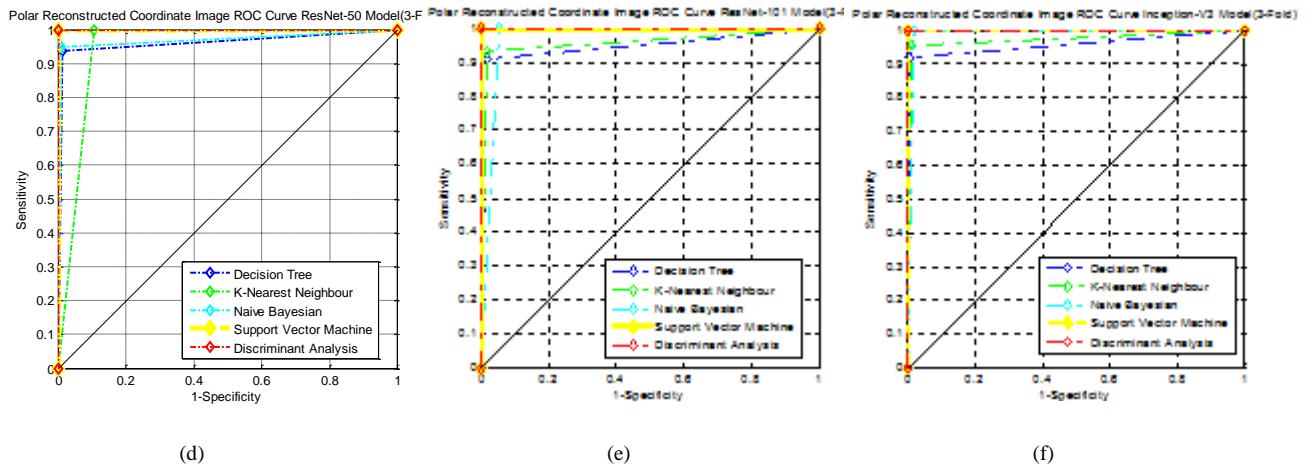 Polar Reconstructed Coordinate Image ROC Curve ResNet-50 Model(3-F
1
0.9
0.8
0.7
0.6
0.5
0.4
0.3
0.2
0.1
0
Sensitivity
Decision Tree
K-Nearest Neighbour
Naive Bayesian
Support Vector Machine
Discriminant Analysis
0 0.2 0.4 0.6 0.8 1
1-Specificity
(d)
Polar Reconstructed Coordinate Image ROC Curve ResNet-101 Model(3-F
1
0.9
0.8
0.7
0.6
0.5
0.4
0.3
0.2
0.1
0
Sensitivity
Decision Tree
K-Nearest Neighbour
Naive Bayesian
Support Vector Machine
Discriminant Analysis
0 0.2 0.4 0.6 0.8 1
1-Specificity
(e)
Polar Reconstructed Coordinate Image ROC Curve Inception-V3 Model(3-Fold)
1
0.9
0.8
0.7
0.6
0.5
0.4
0.3
0.2
0.1
0
Sensitivity
Decision Tree
K-Nearest Neighbour
Naive Bayesian
Support Vector Machine
Discriminant Analysis
0 0.2 0.4 0.6 0.8 1
1-Specificity
(f)